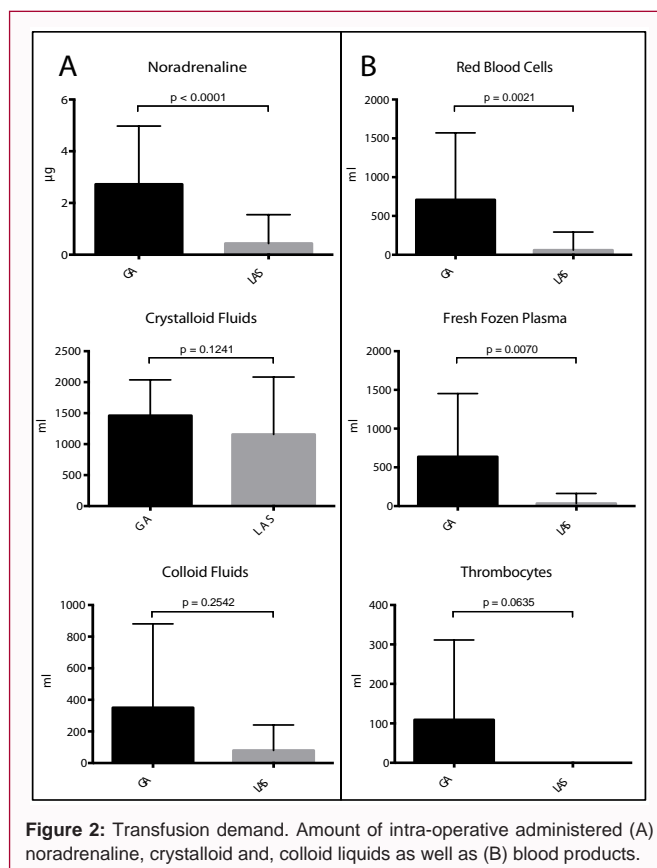 A
Noradrenaline
p < 0.0001
6
4
2
0
µg
GA
LAS
Crystalloid Fluids
p = 0.1241
2500
2000
1500
1000
500
0
ml
GA
LAS
Colloid Fluids
p = 0.2542
1000
800
600
400
200
0
ml
GA
LAS
B
Red Blood Cells
p = 0.0021
2000
1500
1000
500
0
ml
GA
LAS
Fresh Fozen Plasma
p = 0.0070
2000
1500
1000
500
0
ml
GA
LAS
Thrombocytes
p = 0.0635
400
300
200
100
0
ml
GA
LAS
Figure 2: Transfusion demand. Amount of intra-operative administered (A)
noradrenaline, crystalloid and, colloid liquids as well as (B) blood products.